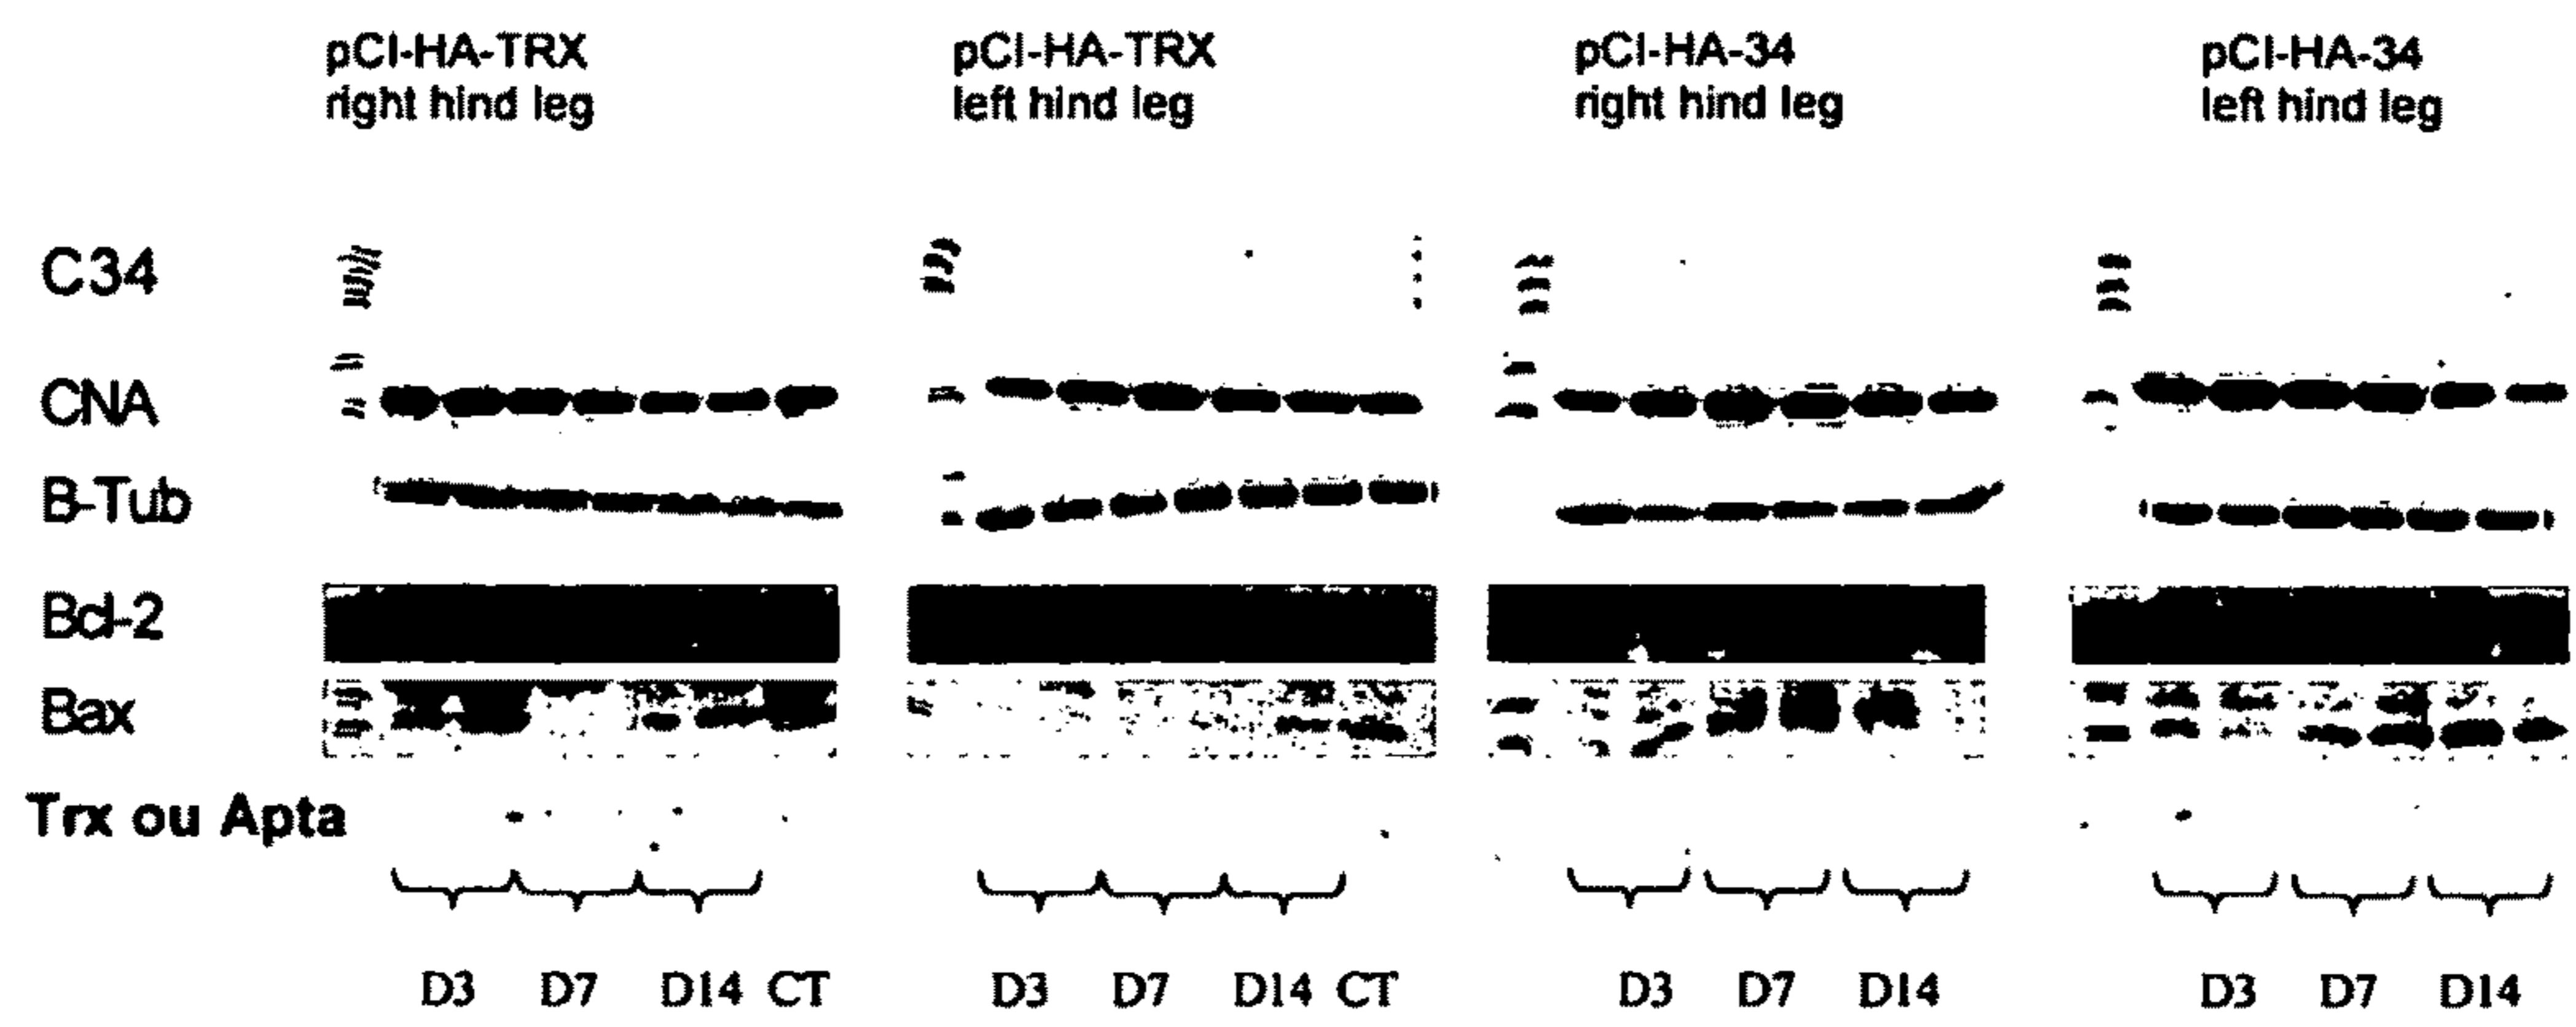 pCI-HA-TRX
right hind leg
pCI-HA-TRX
left hind leg
pCI-HA-34
right hind leg
pCI-HA-34
left hind leg
C34
CNA
B-Tub
Bcl-2
Bax
Trx ou Apta
D3 D7 D14 CT
D3 D7 D14 CT
D3 D7 D14
D3 D7 D14